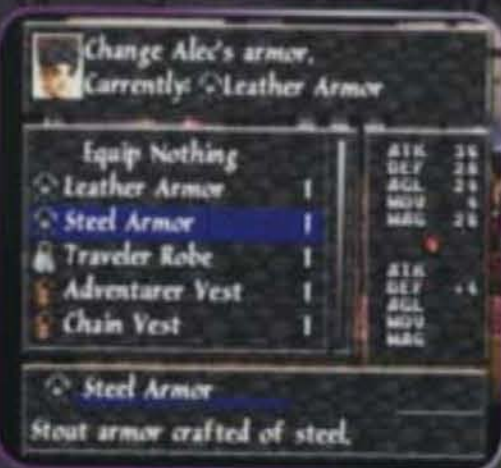 Change Alec's armor.
Currently: Leather Armor
Equip Nothing
Leather Armor 1
Steel Armor 1
Traveler Robe 1
Adventurer Vest 1
Chain Vest 1
ATK
DEF
AGL
MOV
MAG
ATK
DEF
AGL
MOV
MAG
Steel Armor
Stout armor crafted of steel.